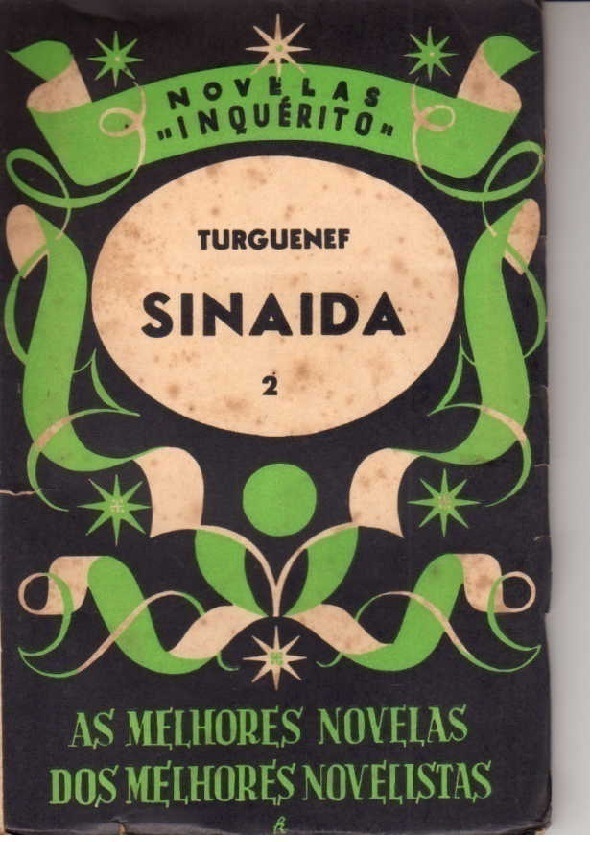 NOVELAS
"INQUÉRITO"
TURGUENEF
SINAIDA
2
AS MELHORES NOVELAS
DOS MELHORES NOVELISTAS